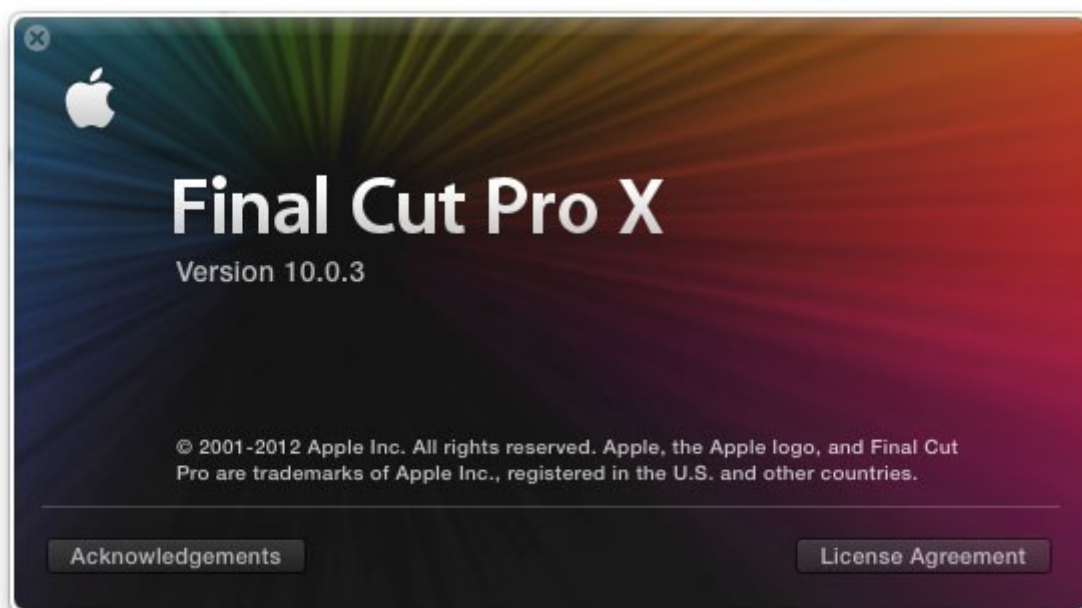 Final Cut Pro X
Version 10.0.3
© 2001-2012 Apple Inc. All rights reserved. Apple, the Apple logo, and Final Cut
Pro are trademarks of Apple Inc., registered in the U.S. and other countries.
Acknowledgements
License Agreement